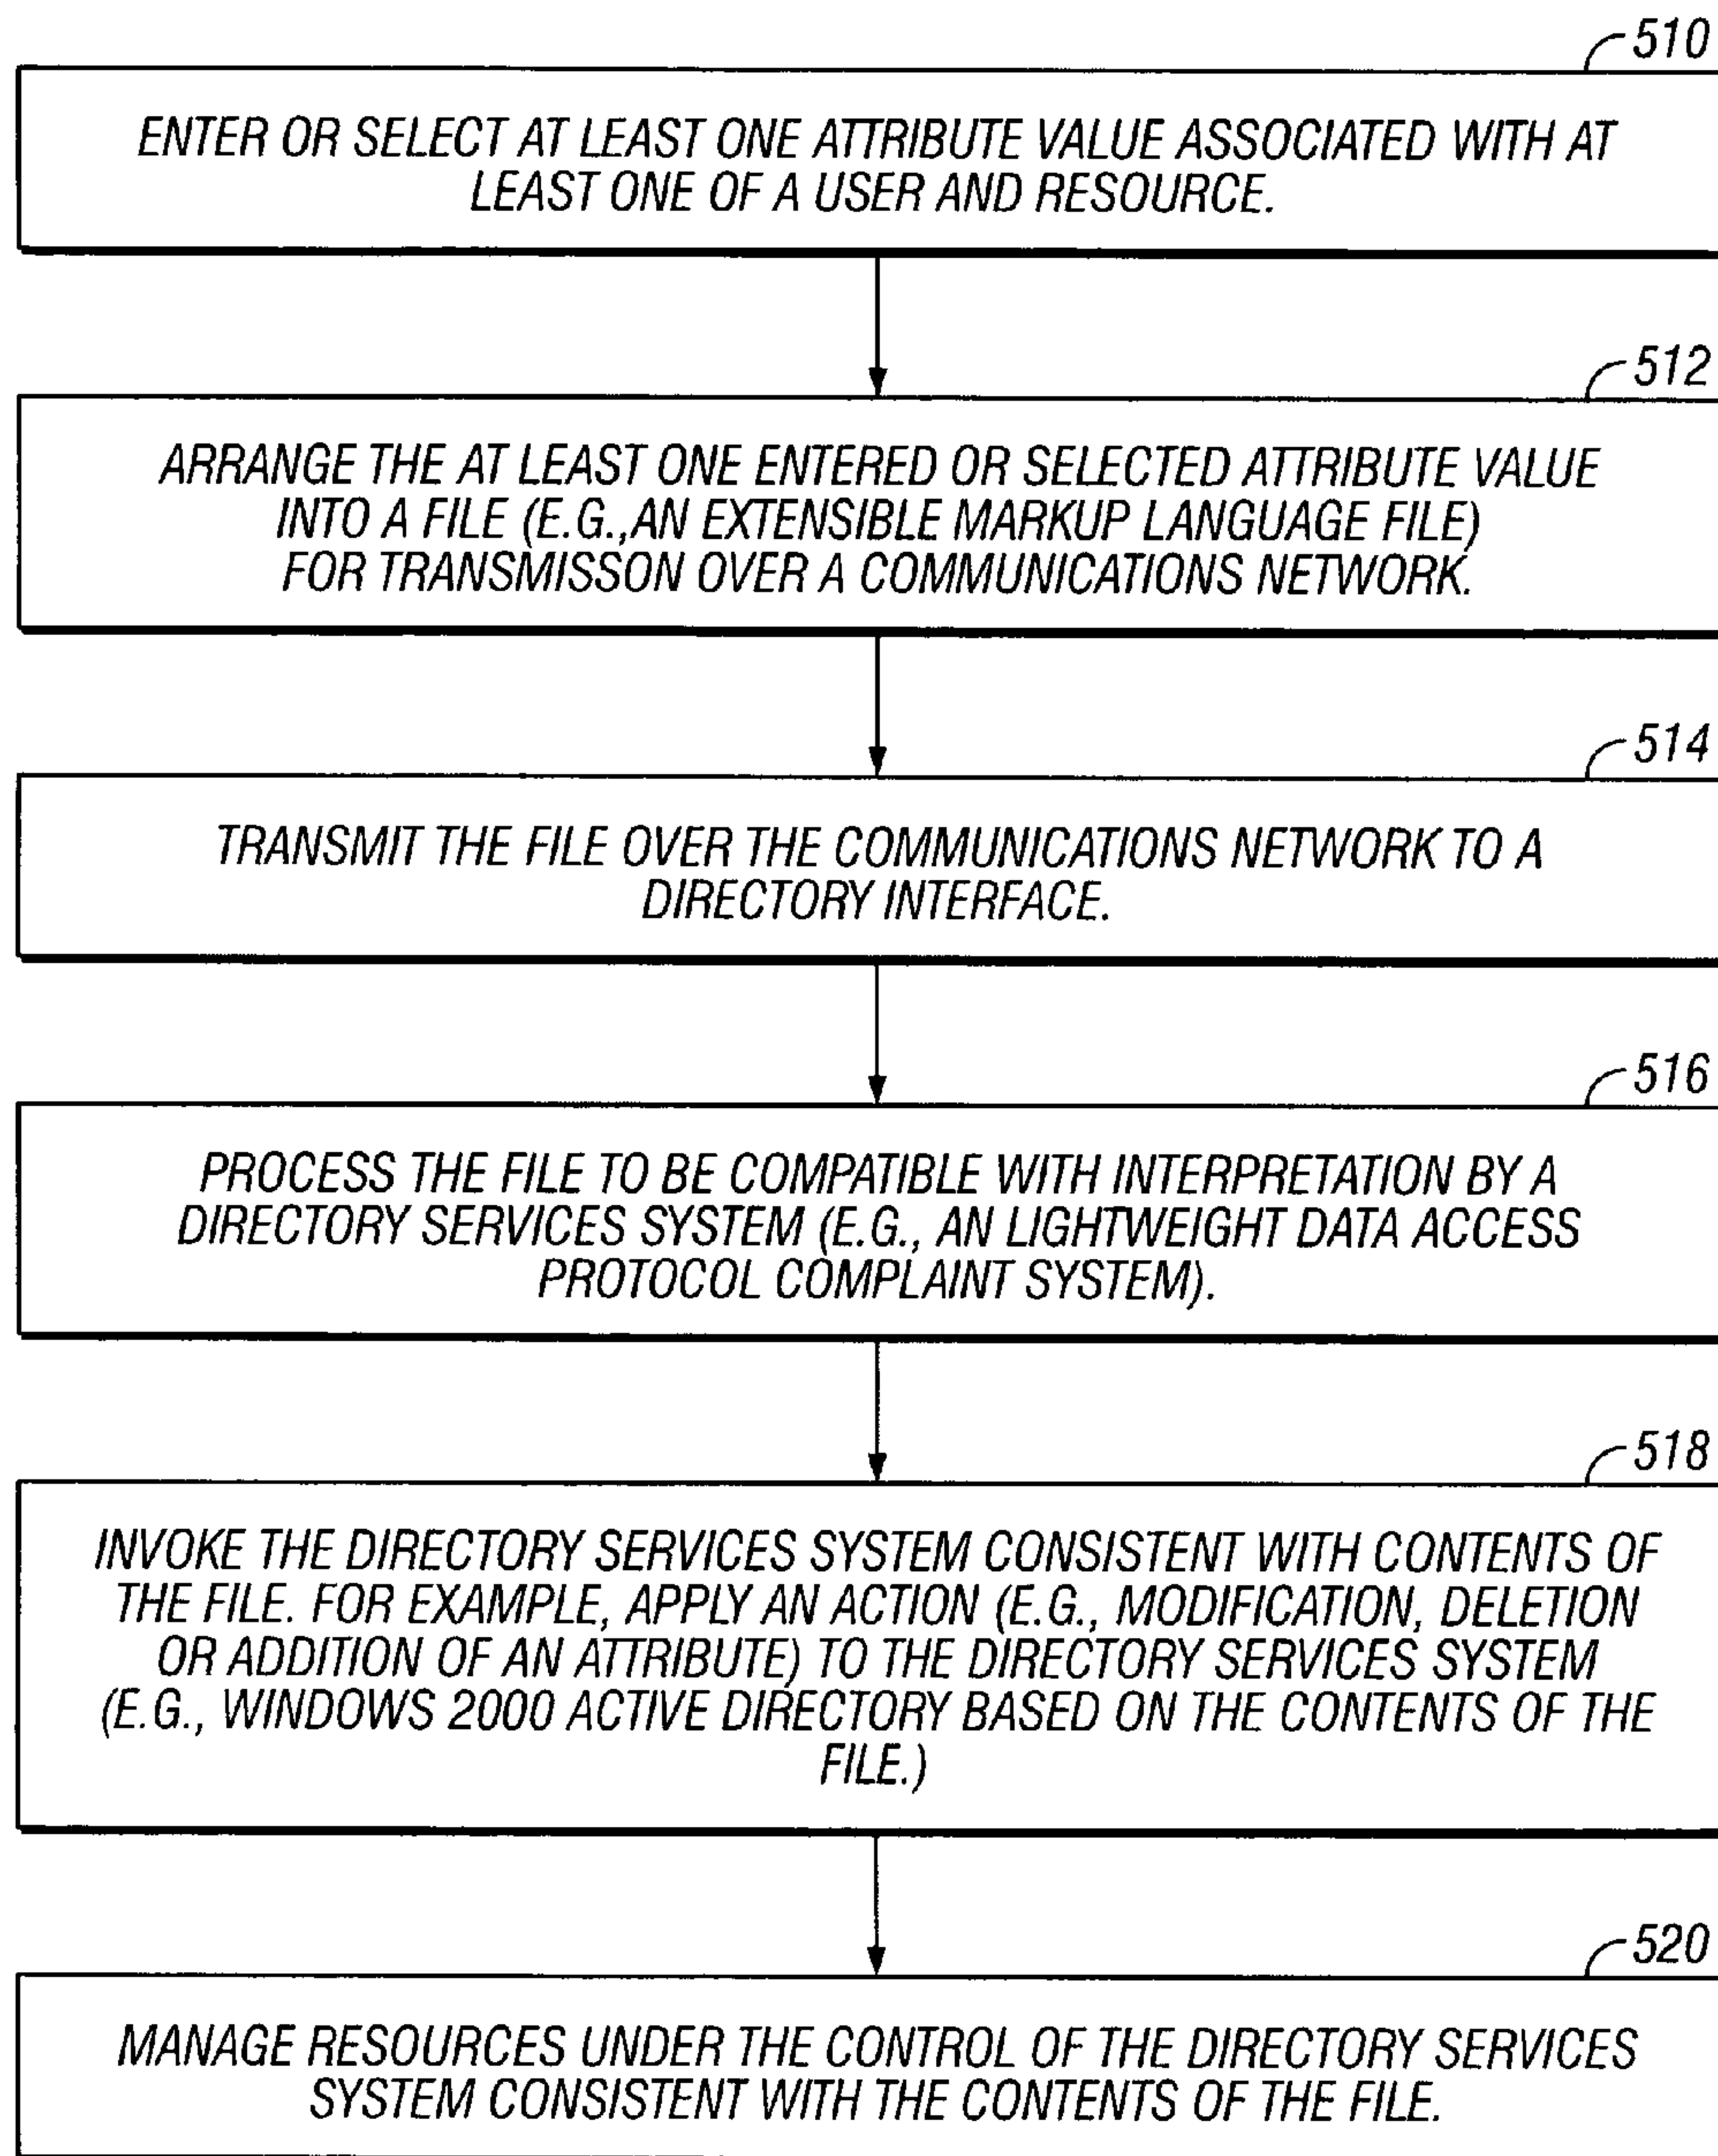 510
ENTER OR SELECT AT LEAST ONE ATTRIBUTE VALUE ASSOCIATED WITH AT
LEAST ONE OF A USER AND RESOURCE.
512
ARRANGE THE AT LEAST ONE ENTERED OR SELECTED ATTRIBUTE VALUE
INTO A FILE (E.G.,AN EXTENSIBLE MARKUP LANGUAGE FILE)
FOR TRANSMISSON OVER A COMMUNICATIONS NETWORK.
514
TRANSMIT THE FILE OVER THE COMMUNICATIONS NETWORK TO A
DIRECTORY INTERFACE.
516
PROCESS THE FILE TO BE COMPATIBLE WITH INTERPRETATION BY A
DIRECTORY SERVICES SYSTEM (E.G., AN LIGHTWEIGHT DATA ACCESS
PROTOCOL COMPLAINT SYSTEM).
518
INVOKE THE DIRECTORY SERVICES SYSTEM CONSISTENT WITH CONTENTS OF
THE FILE. FOR EXAMPLE, APPLY AN ACTION (E.G., MODIFICATION, DELETION
OR ADDITION OF AN ATTRIBUTE) TO THE DIRECTORY SERVICES SYSTEM
(E.G., WINDOWS 2000 ACTIVE DIRECTORY BASED ON THE CONTENTS OF THE
FILE.)
520
MANAGE RESOURCES UNDER THE CONTROL OF THE DIRECTORY SERVICES
SYSTEM CONSISTENT WITH THE CONTENTS OF THE FILE.